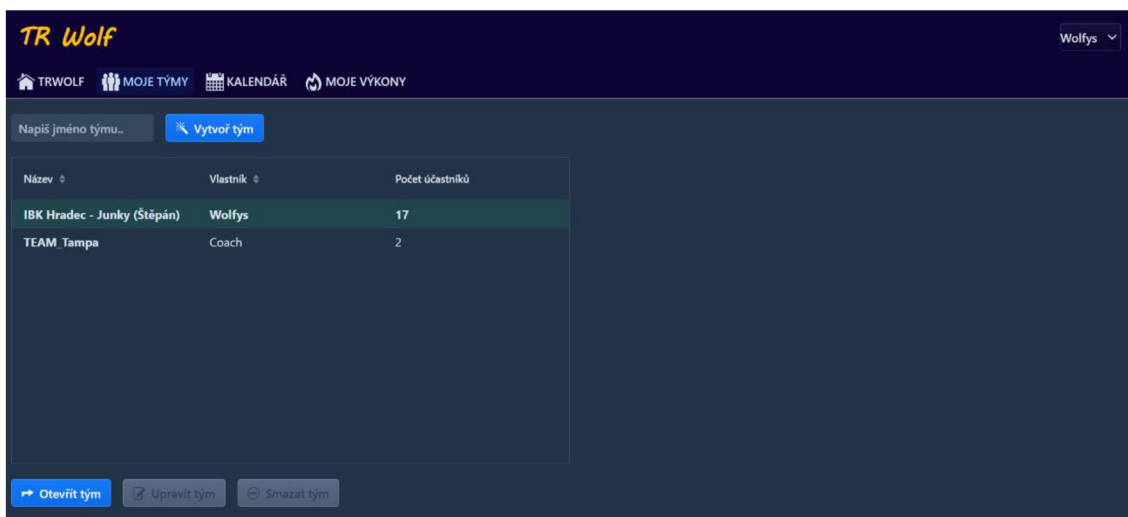 TR Wolf
Wolfys
TRWOLF MOJE TÝMY KALENDÁŘ MOJE VÝKONY
Napiš jméno týmu.. Vytvoř tým
Název Vlastník Počet účastníků
IBK Hradec - Junky (Štěpán) Wolfys 17
TEAM_Tampa Coach 2
Otevřít tým Upravit tým Smazat tým